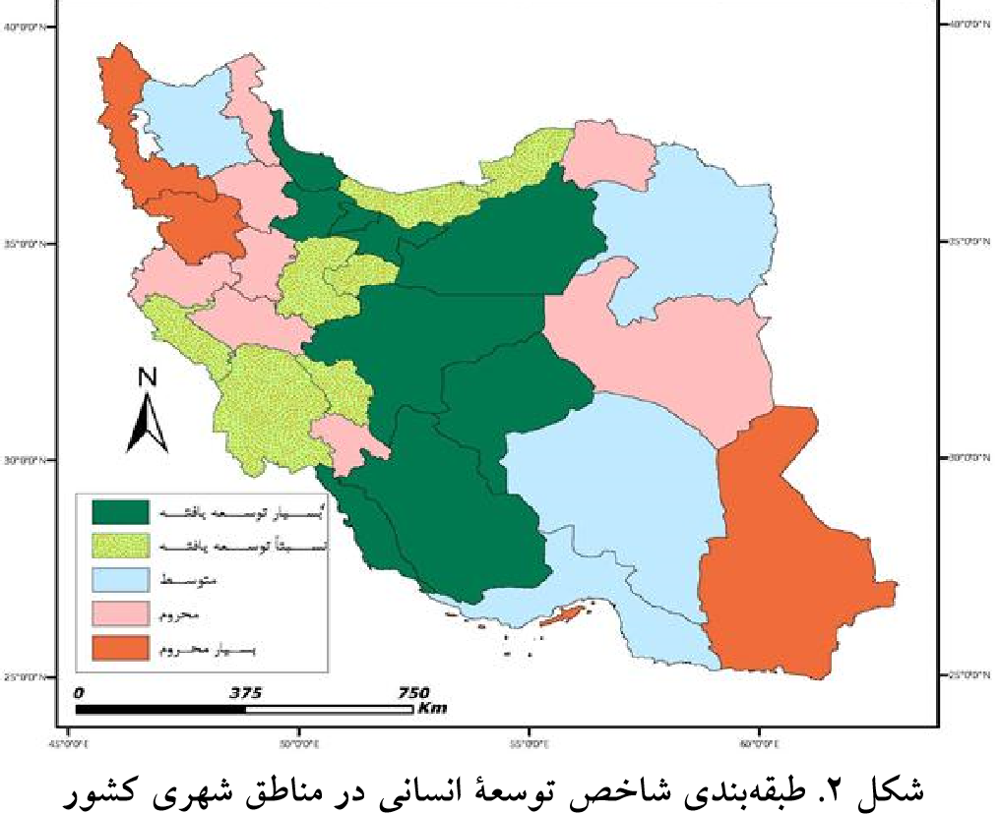 40°0'0"N
40°0'0"N
35°0'0"N
35°0'0"N
N
30°0'0"N
30°0'0"N
بسیار توسعه یافته
نسبتاً توسعه یافته
متوسط
محروم
بسیار محروم
25°0'0"N
25°0'0"N
0 375 750
Km
45°0'0"E 50°0'0"E 55°0'0"E 60°0'0"E
شکل ۲. طبقه‌بندی شاخص توسعهٔ انسانی در مناطق شهری کشور